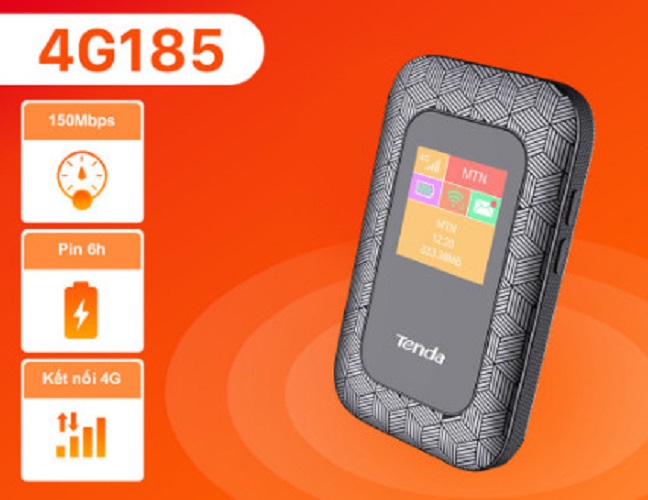 4G185
150Mbps
Pin 6h
Kết nối 4G
4G
MTN
MTN
12:20
Tenda